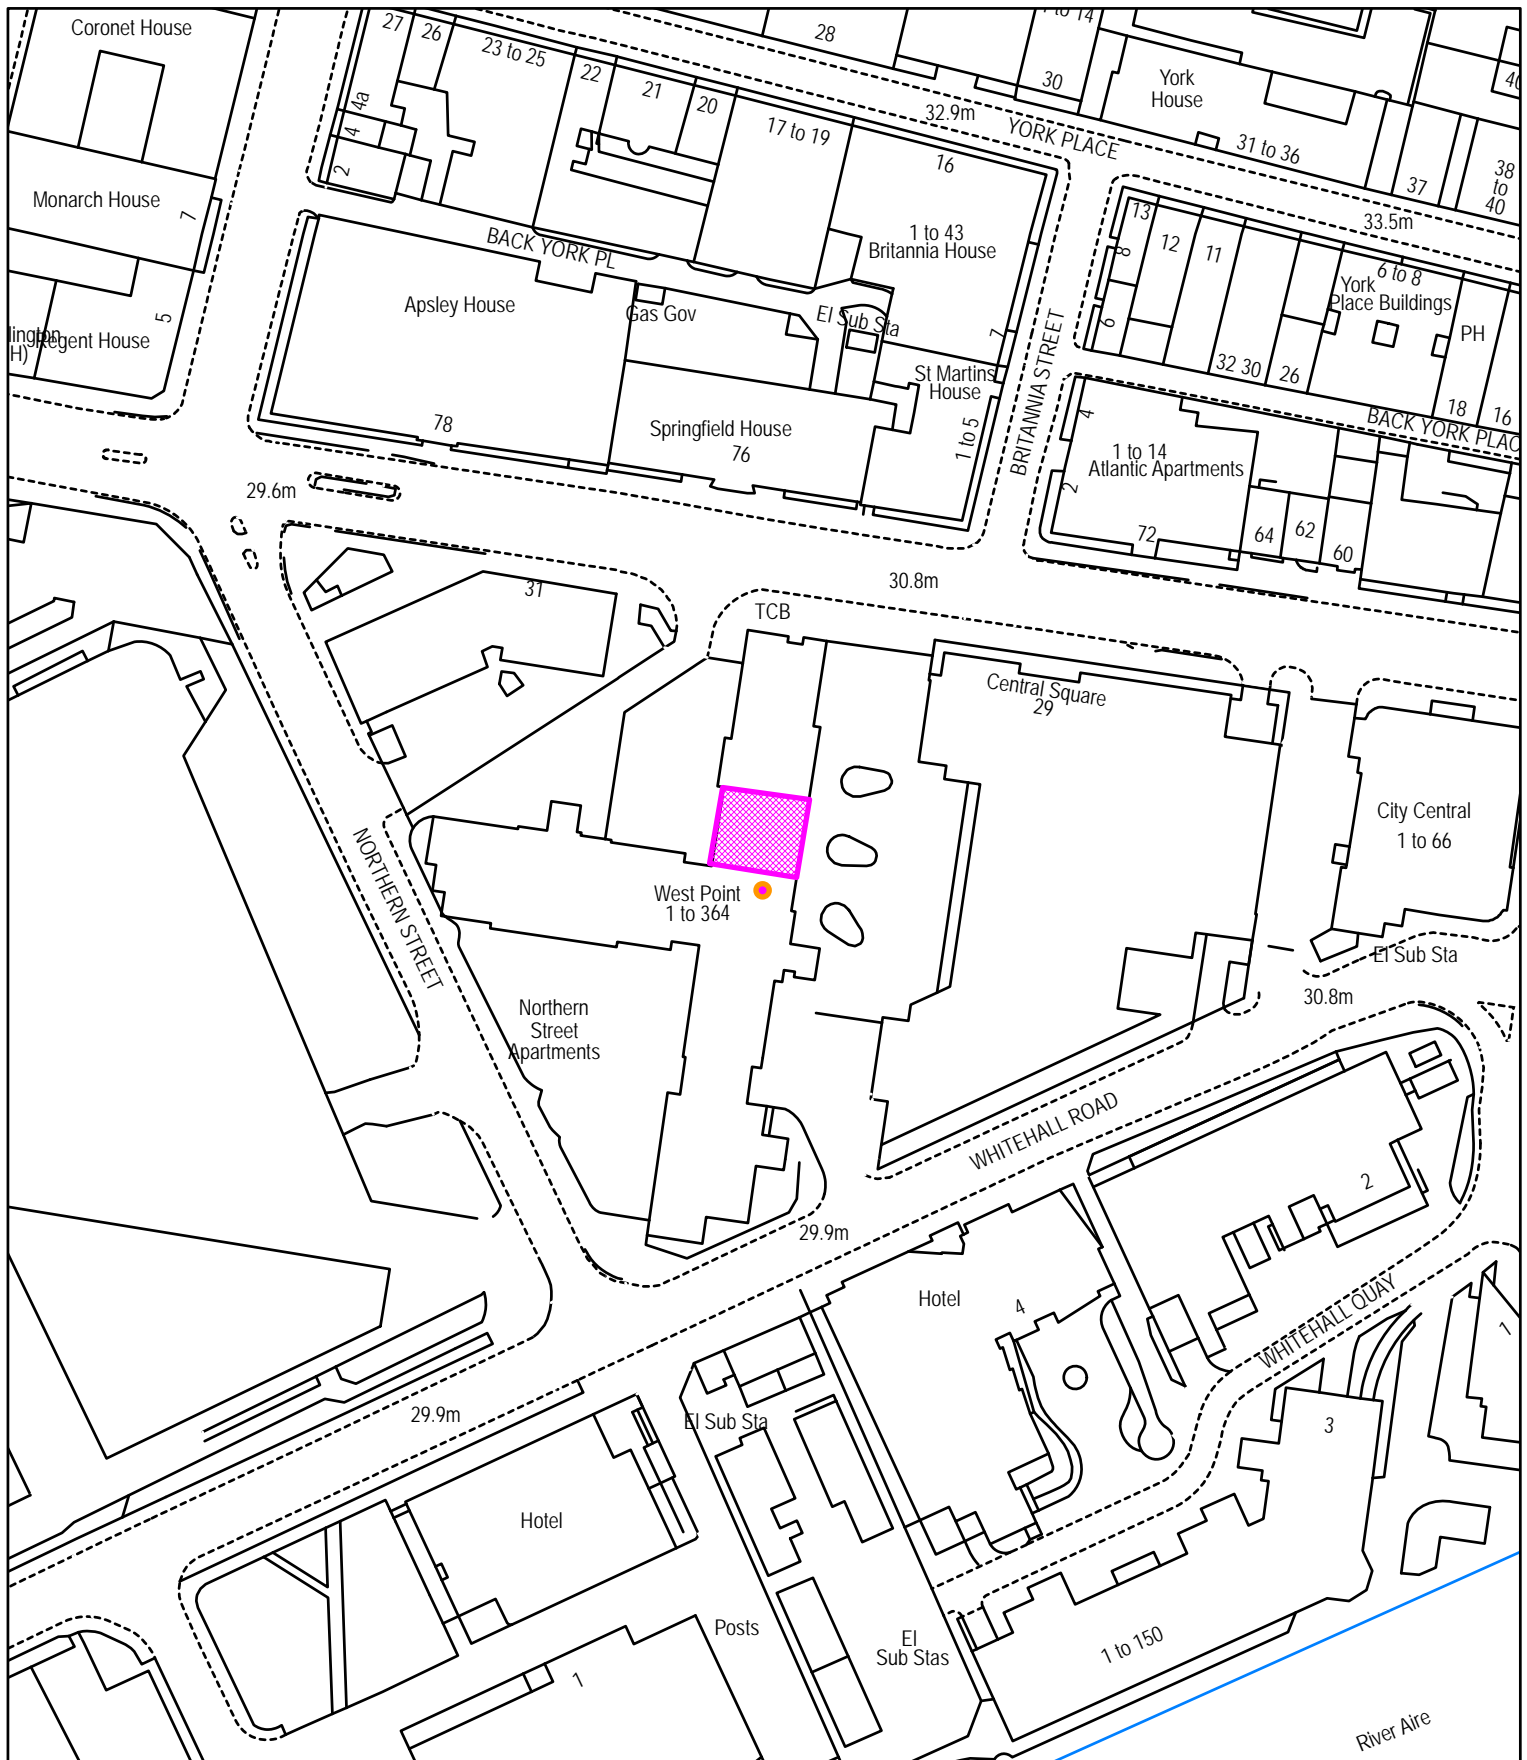 Coronet House
27
26
23 to 25
22
21
20
28
30
York
House
32.9m
YORK PLACE
31 to 36
37
38
to
40
4a
4
2
17 to 19
16
1 to 43
Britannia House
33.5m
Monarch House
7
BACK YORK PL
13
12
11
8
6
6 to 8
York
Place Buildings
PH
Apsley House
Gas Gov
El Sub Sta
7
BRITANNIA STREET
5
Regent House
St Martins
House
32 30
26
18
16
78
Springfield House
76
1 to 5
4
2
1 to 14
Atlantic Apartments
BACK YORK PLAC
29.6m
72
64
62
60
31
30.8m
TCB
Central Square
29
City Central
1 to 66
NORTHERN STREET
West Point
1 to 364
El Sub Sta
30.8m
Northern
Street
Apartments
WHITEHALL ROAD
2
29.9m
Hotel
4
WHITEHALL QUAY
1
29.9m
El Sub Sta
3
Hotel
Posts
El
Sub Stas
1 to 150
1
River Aire